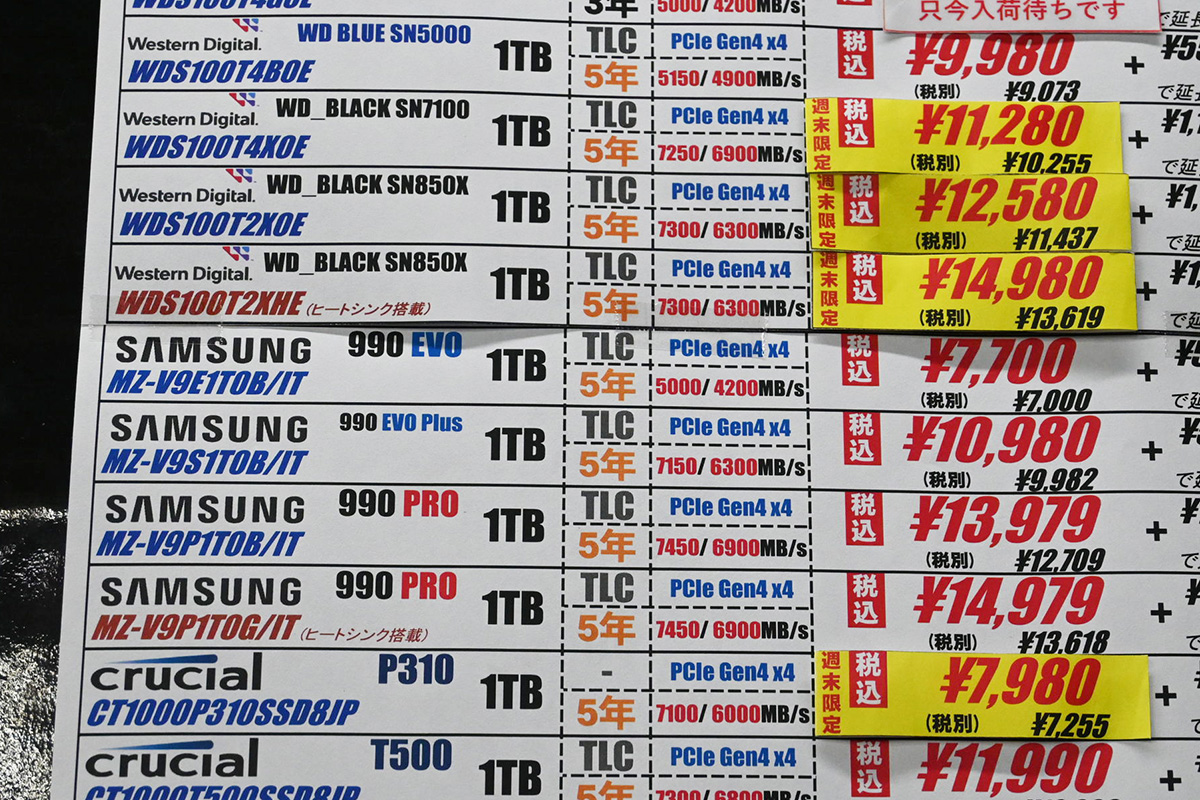 3年 5000/ 4200MB/s
只今入荷待ちです
Western Digital. WD BLUE SN5000 1TB TLC PCIe Gen4 x4 税込 ¥9,980 +
WDS100T4B0E 5年 5150/ 4900MB/s (税別) ¥9,073
Western Digital. WD_BLACK SN7100 1TB TLC PCIe Gen4 x4 週末限定 税込 ¥11,280 +
WDS100T4X0E 5年 7250/ 6900MB/s (税別) ¥10,255
Western Digital. WD_BLACK SN850X 1TB TLC PCIe Gen4 x4 週末限定 税込 ¥12,580 +
WDS100T2X0E 5年 7300/ 6300MB/s (税別) ¥11,437
Western Digital. WD_BLACK SN850X 1TB TLC PCIe Gen4 x4 週末限定 税込 ¥14,980 +
WDS100T2XHE (ヒートシンク搭載) 5年 7300/ 6300MB/s (税別) ¥13,619
SAMSUNG 990 EVO 1TB TLC PCIe Gen4 x4 税込 ¥7,700 +
MZ-V9E1T0B/IT 5年 5000/ 4200MB/s (税別) ¥7,000
SAMSUNG 990 EVO Plus 1TB TLC PCIe Gen4 x4 税込 ¥10,980 +
MZ-V9S1T0B/IT 5年 7150/ 6300MB/s (税別) ¥9,982
SAMSUNG 990 PRO 1TB TLC PCIe Gen4 x4 税込 ¥13,979 +
MZ-V9P1T0B/IT 5年 7450/ 6900MB/s (税別) ¥12,709
SAMSUNG 990 PRO 1TB TLC PCIe Gen4 x4 税込 ¥14,979 +
MZ-V9P1T0G/IT (ヒートシンク搭載) 5年 7450/ 6900MB/s (税別) ¥13,618
crucial P310 1TB - PCIe Gen4 x4 週末限定 税込 ¥7,980 +
CT1000P310SSD8JP 5年 7100/ 6000MB/s (税別) ¥7,255
crucial T500 1TB TLC PCIe Gen4 x4 税込 ¥11,990 +
CT1000T500SSD8JP 5年 7300/ 6800MB/s